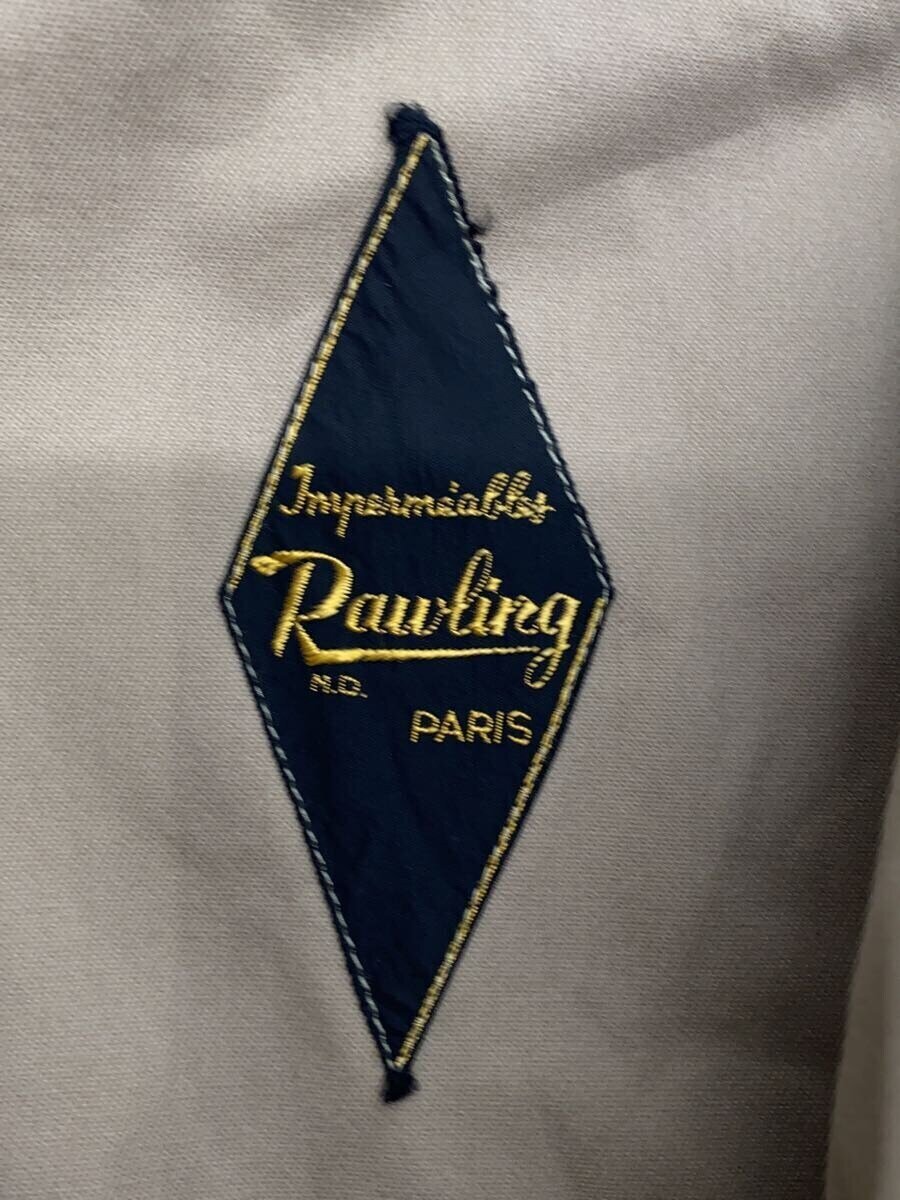 Imperméables
Rawling
M.D.
PARIS